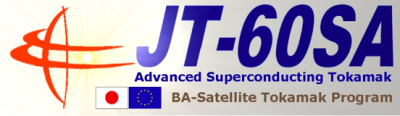 JT-60SA
Advanced Superconducting Tokamak
BA-Satellite Tokamak Program